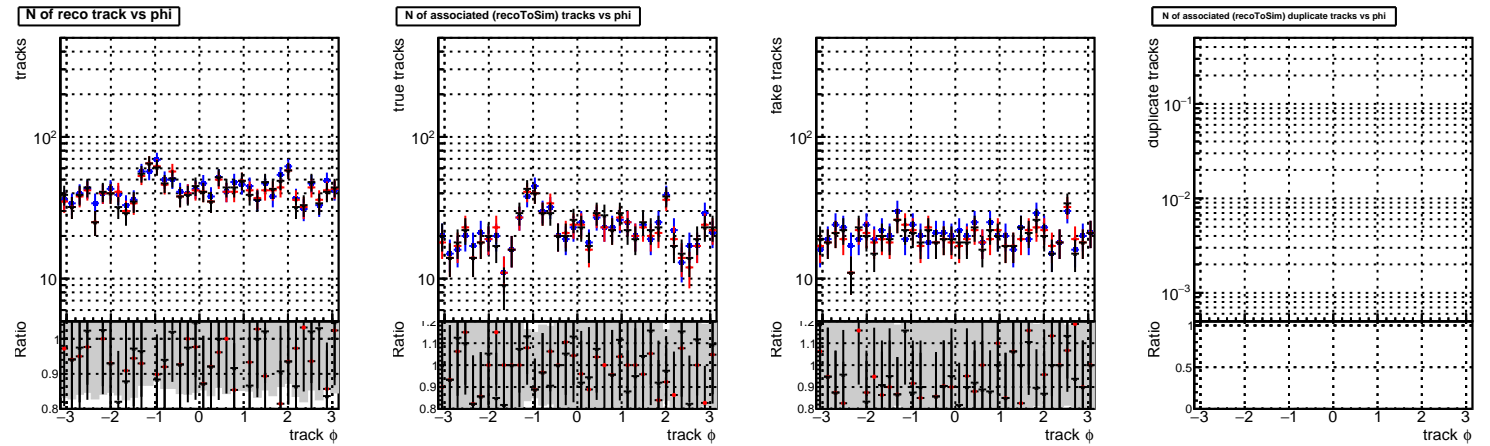 N of reco track vs phi
tracks
10²
10
Ratio
1
0.9
0.8
−3 −2 −1 0 1 2 3
track ϕ
N of associated (recoToSim) tracks vs phi
true tracks
10²
10
Ratio
1.2
1.1
1
0.9
0.8
−3 −2 −1 0 1 2 3
track ϕ
fake tracks
10²
10
Ratio
1.2
1.1
1
0.9
0.8
−3 −2 −1 0 1 2 3
track ϕ
N of associated (recoToSim) duplicate tracks vs phi
duplicate tracks
10⁻¹
10⁻²
10⁻³
Ratio
1
0.5
0
−3 −2 −1 0 1 2 3
track ϕ